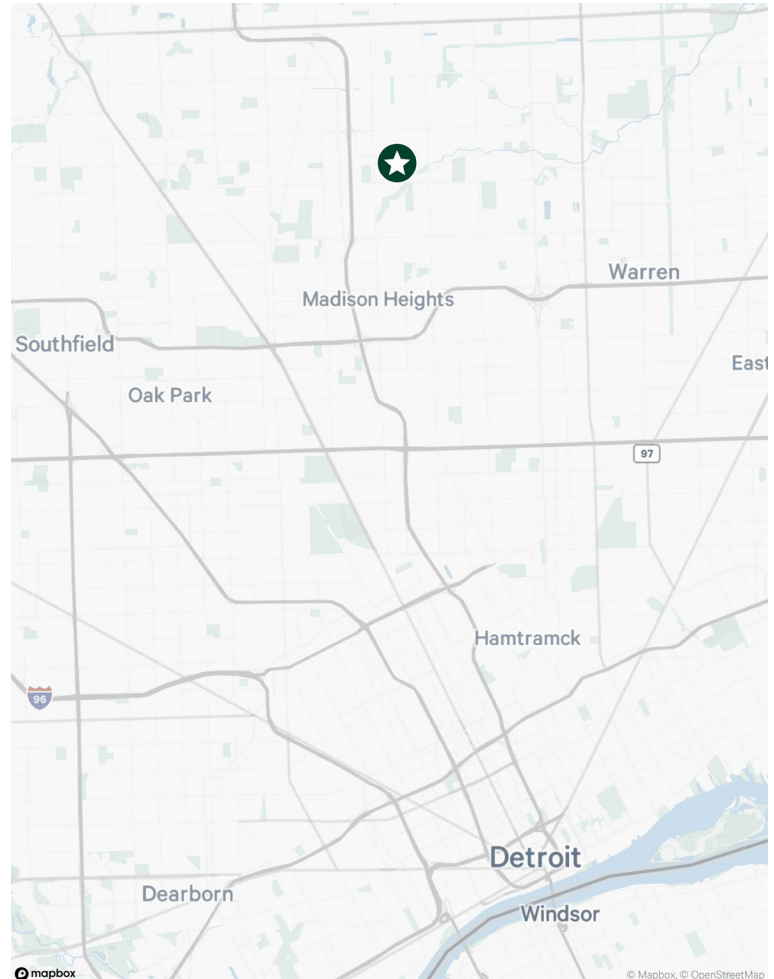 Warren
Madison Heights
Southfield
East
Oak Park
97
Hamtramck
96
Detroit
Dearborn
Windsor
mapbox
© Mapbox, © OpenStreetMap